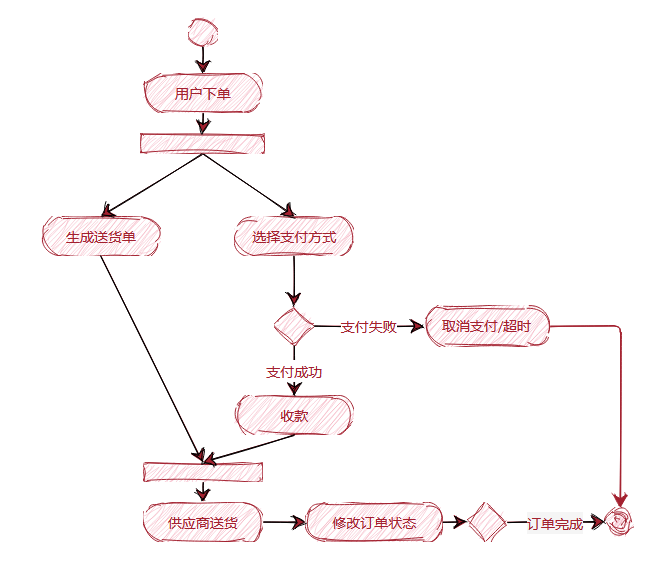 用户下单
生成送货单
选择支付方式
支付失败
取消支付/超时
支付成功
收款
供应商送货
修改订单状态
订单完成